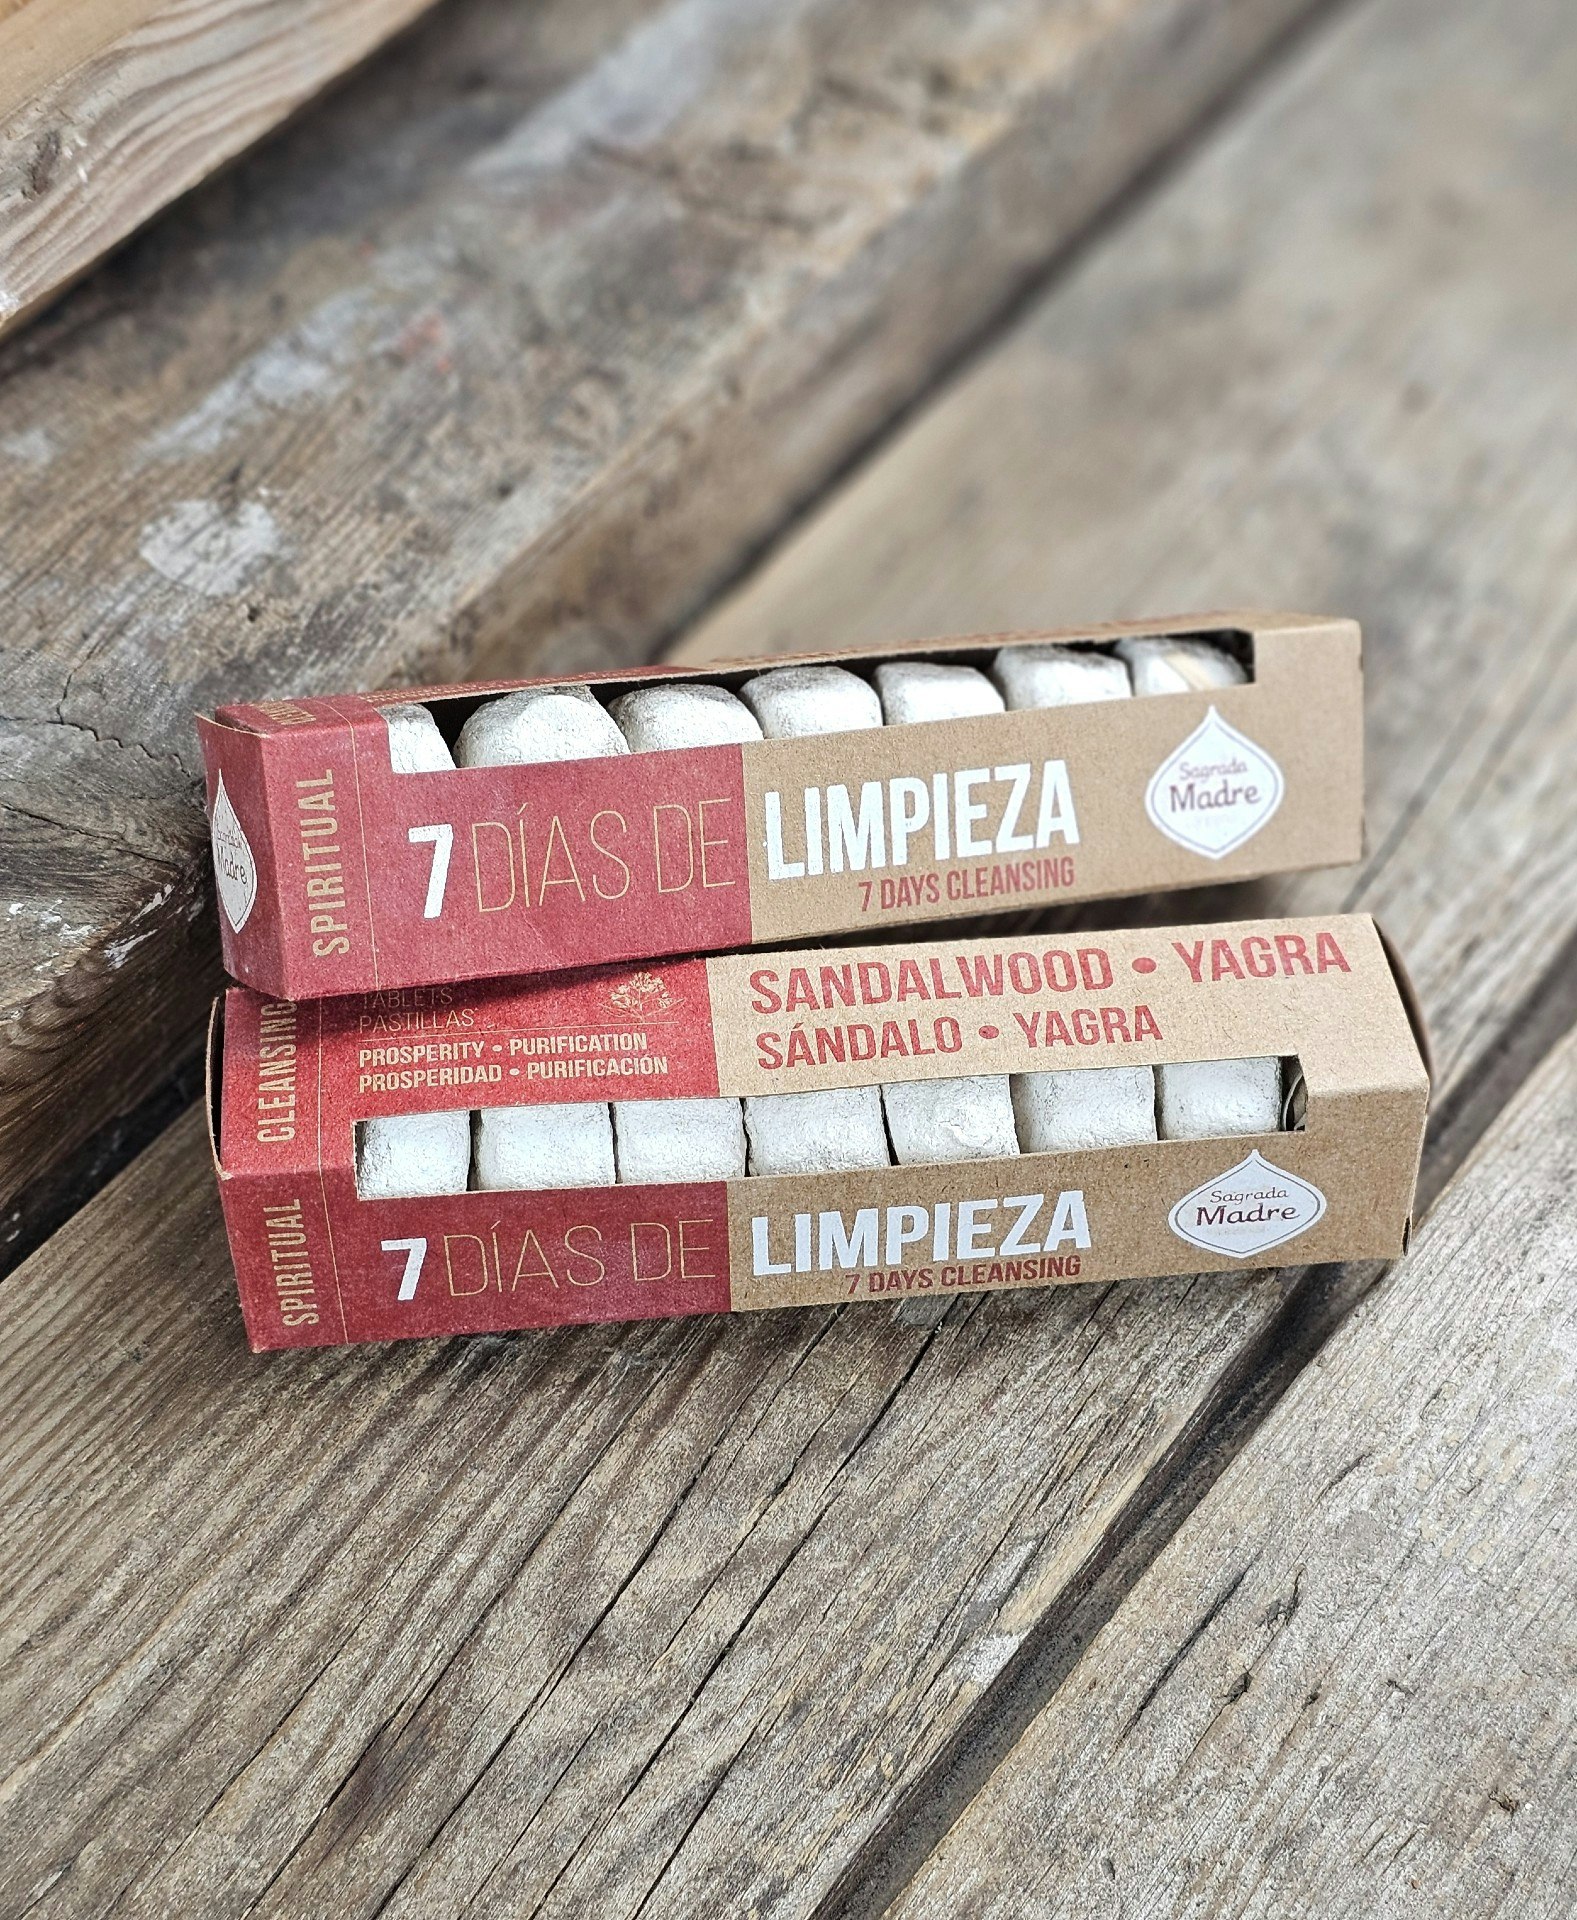 SPIRITUAL
7 DÍAS DE LIMPIEZA
7 DAYS CLEANSING
Sagrada
Madre
Madre
CLEANSING
TABLETS
PASTILLAS
PROSPERITY • PURIFICATION
PROSPERIDAD • PURIFICACIÓN
SANDALWOOD • YAGRA
SÁNDALO • YAGRA
SPIRITUAL
7 DÍAS DE LIMPIEZA
7 DAYS CLEANSING
Sagrada
Madre